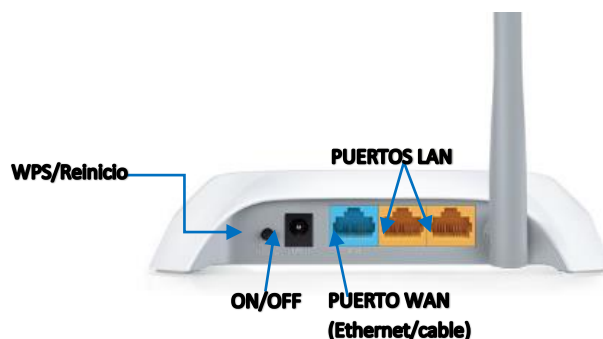 PUERTOS LAN
WPS/Reinicio
ON/OFF
PUERTO WAN
(Ethernet/cable)